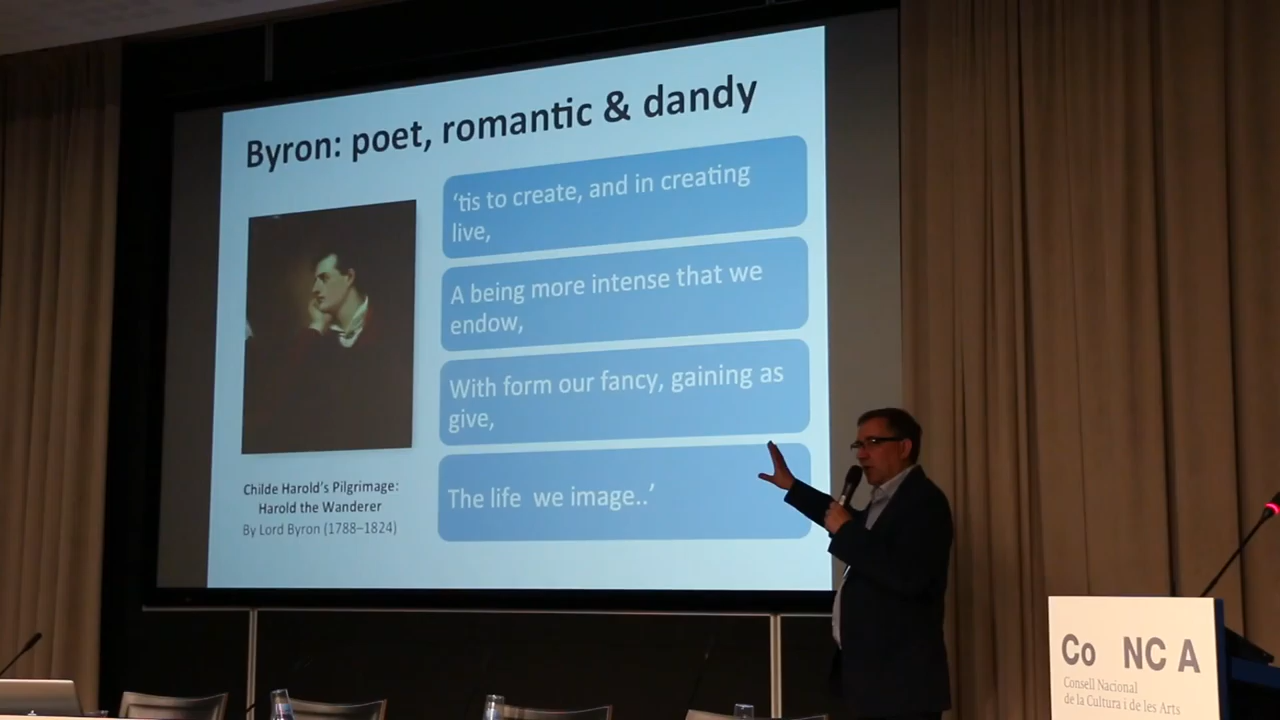 Byron: poet, romantic & dandy
‘tis to create, and in creating
live,
A being more intense that we
endow,
With form our fancy, gaining as
give,
The life we image..’
Childe Harold’s Pilgrimage:
Harold the Wanderer
By Lord Byron (1788–1824)
Co NC A
Consell Nacional
de la Cultura i de les Arts